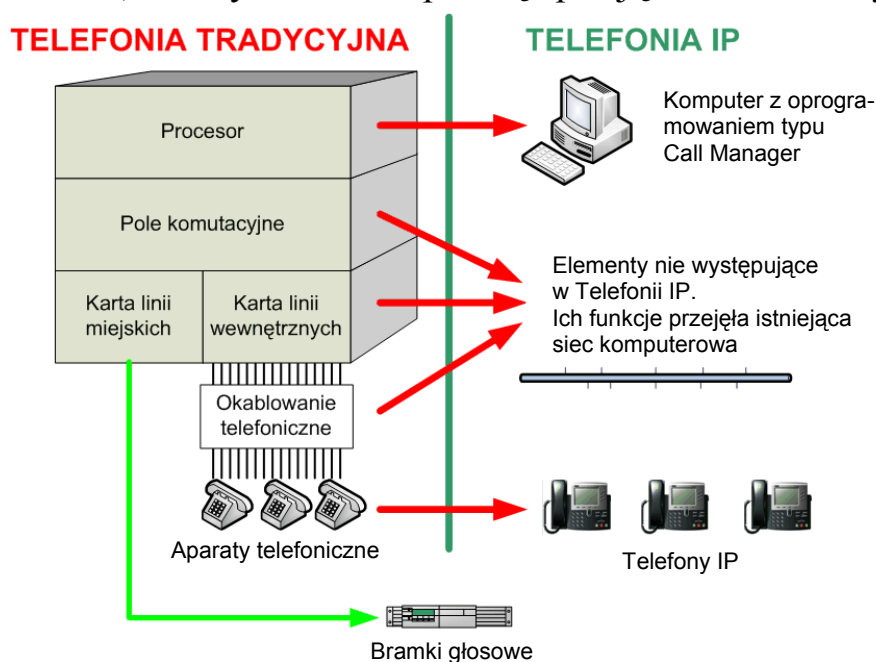 TELEFONIA TRADYCYJNA
TELEFONIA IP
Procesor
Komputer z oprogra-
mowaniem typu
Call Manager
Pole komutacyjne
Karta linii
miejskich
Karta linii
wewnętrznych
Elementy nie występujące
w Telefonii IP.
Ich funkcje przejęła istniejąca
siec komputerowa
Okablowanie
telefoniczne
Aparaty telefoniczne
Telefony IP
Bramki głosowe